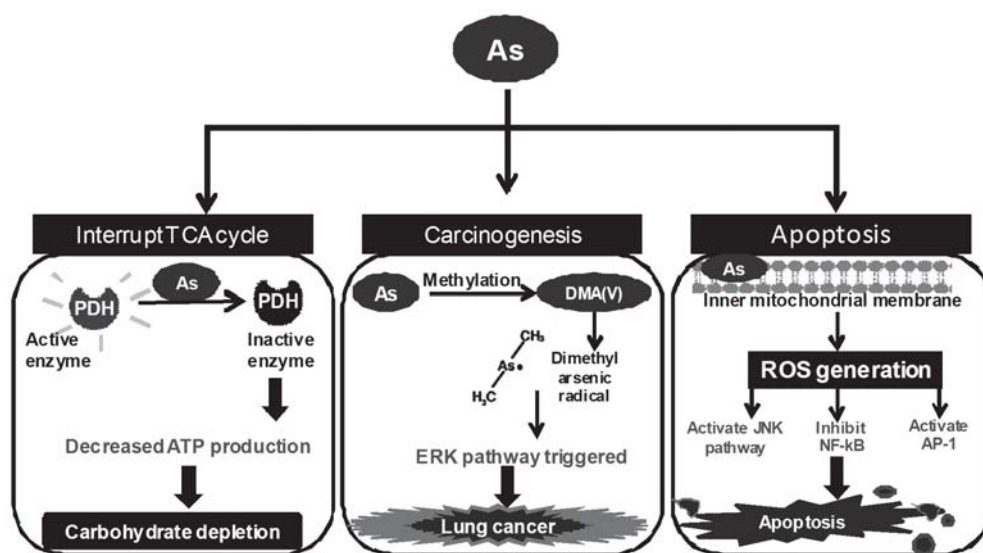 As
Interrupt TCA cycle
As
PDH
PDH
Active
enzyme
Inactive
enzyme
Decreased ATP production
Carbohydrate depletion
Carcinogenesis
As
Methylation
DMA(V)
CH₃
As•
H₃C
Dimethyl
arsenic
radical
ERK pathway triggered
Lung cancer
Apoptosis
As
Inner mitochondrial membrane
ROS generation
Activate JNK
pathway
Inhibit
NF-kB
Activate
AP-1
Apoptosis